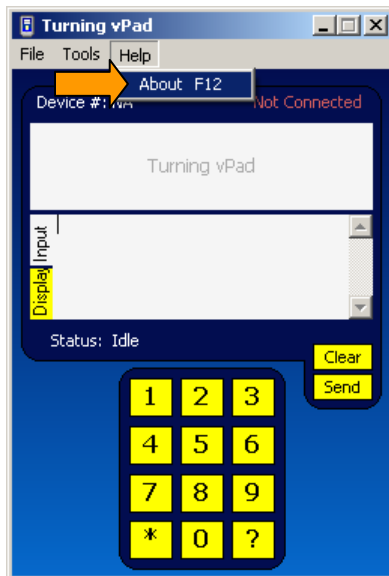 Turning vPad
File Tools Help
About F12
Device #: NA Not Connected
Turning vPad
Input
Display
Status: Idle
Clear
Send
1 2 3
4 5 6
7 8 9
* 0 ?